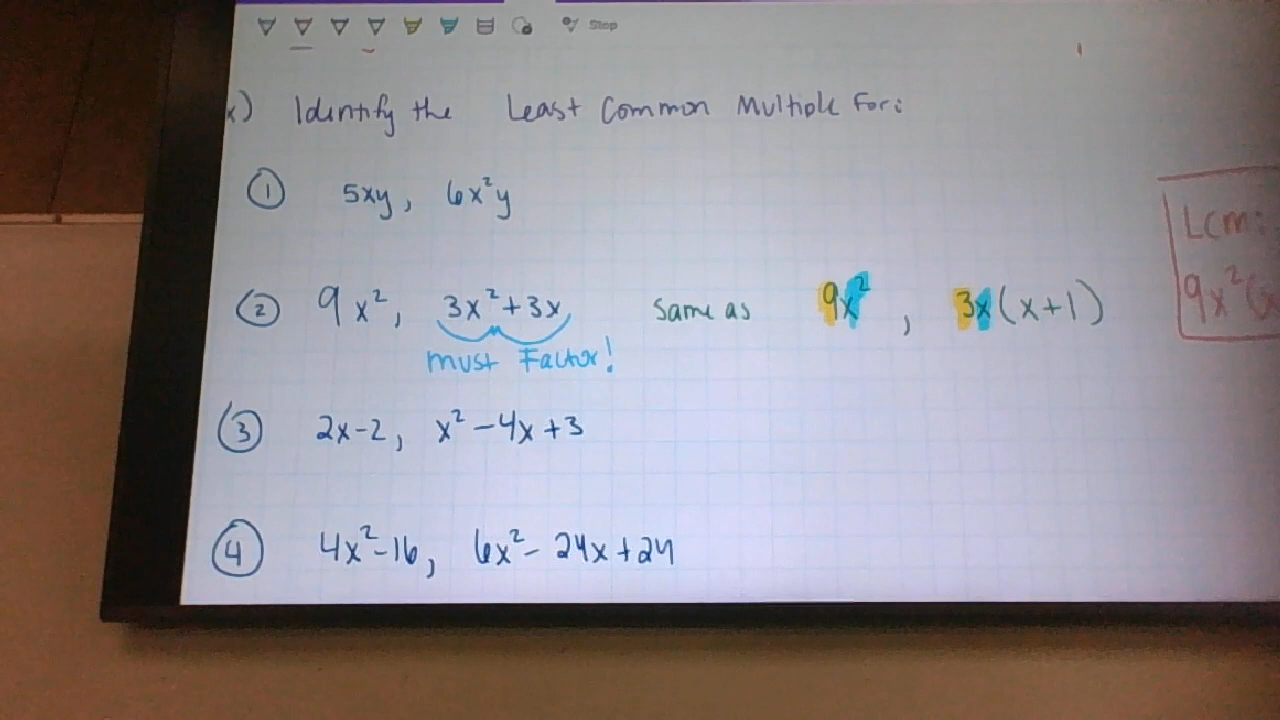 Stop
Identify the Least Common Multiple For:
① 5xy, 6x²y
② 9x², 3x²+3x same as 9x², 3x(x+1)
must Factor!
LCM:
9x²(x
③ 2x-2, x²-4x+3
④ 4x²-16, 6x²-24x+24